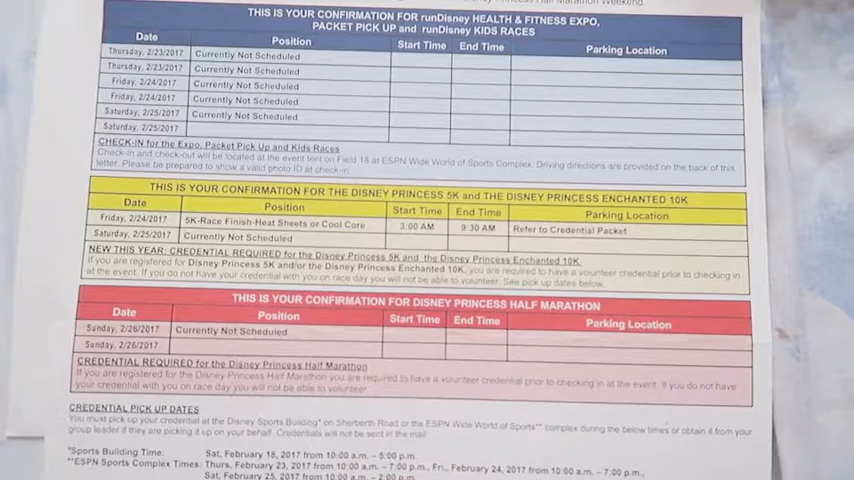 Disney Princess Half Marathon Weekend
THIS IS YOUR CONFIRMATION FOR runDisney HEALTH & FITNESS EXPO,
PACKET PICK UP and runDisney KIDS RACES
Date Position Start Time End Time Parking Location
Thursday, 2/23/2017 Currently Not Scheduled
Thursday, 2/23/2017 Currently Not Scheduled
Friday, 2/24/2017 Currently Not Scheduled
Friday, 2/24/2017 Currently Not Scheduled
Saturday, 2/25/2017 Currently Not Scheduled
Saturday, 2/25/2017
CHECK-IN for the Expo, Packet Pick Up and Kids Races
Check-in and check-out will be located at the event tent on Field 18 at ESPN Wide World of Sports Complex. Driving directions are provided on the back of this
letter. Please be prepared to show a valid photo ID at check-in.
THIS IS YOUR CONFIRMATION FOR THE DISNEY PRINCESS 5K and THE DISNEY PRINCESS ENCHANTED 10K
Date Position Start Time End Time Parking Location
Friday, 2/24/2017 5K-Race Finish-Heat Sheets or Cool Care 3:00 AM 9:30 AM Refer to Credential Packet
Saturday, 2/25/2017 Currently Not Scheduled
NEW THIS YEAR: CREDENTIAL REQUIRED for the Disney Princess 5K and the Disney Princess Enchanted 10K
If you are registered for Disney Princess 5K and/or the Disney Princess Enchanted 10K, you are required to have a volunteer credential prior to checking in
at the event. If you do not have your credential with you on race day you will not be able to volunteer. See pick up dates below.
THIS IS YOUR CONFIRMATION FOR DISNEY PRINCESS HALF MARATHON
Date Position Start Time End Time Parking Location
Sunday, 2/26/2017 Currently Not Scheduled
Sunday, 2/26/2017
CREDENTIAL REQUIRED for the Disney Princess Half Marathon
If you are registered for the Disney Princess Half Marathon you are required to have a volunteer credential prior to checking in at the event. If you do not have
your credential with you on race day you will not be able to volunteer.
CREDENTIAL PICK UP DATES
You must pick up your credential at the Disney Sports Building* on Sherberth Road or the ESPN Wide World of Sports** complex during the below times or obtain it from your
group leader if they are picking it up on your behalf. Credentials will not be sent in the mail
*Sports Building Time: Sat, February 18, 2017 from 10:00 a.m. – 5:00 p.m.
**ESPN Sports Complex Times: Thurs, February 23, 2017 from 10:00 a.m. – 7:00 p.m., Fri., February 24, 2017 from 10:00 a.m. – 7:00 p.m.,
Sat, February 25, 2017 from 10:00 a.m. – 2:00 p.m.